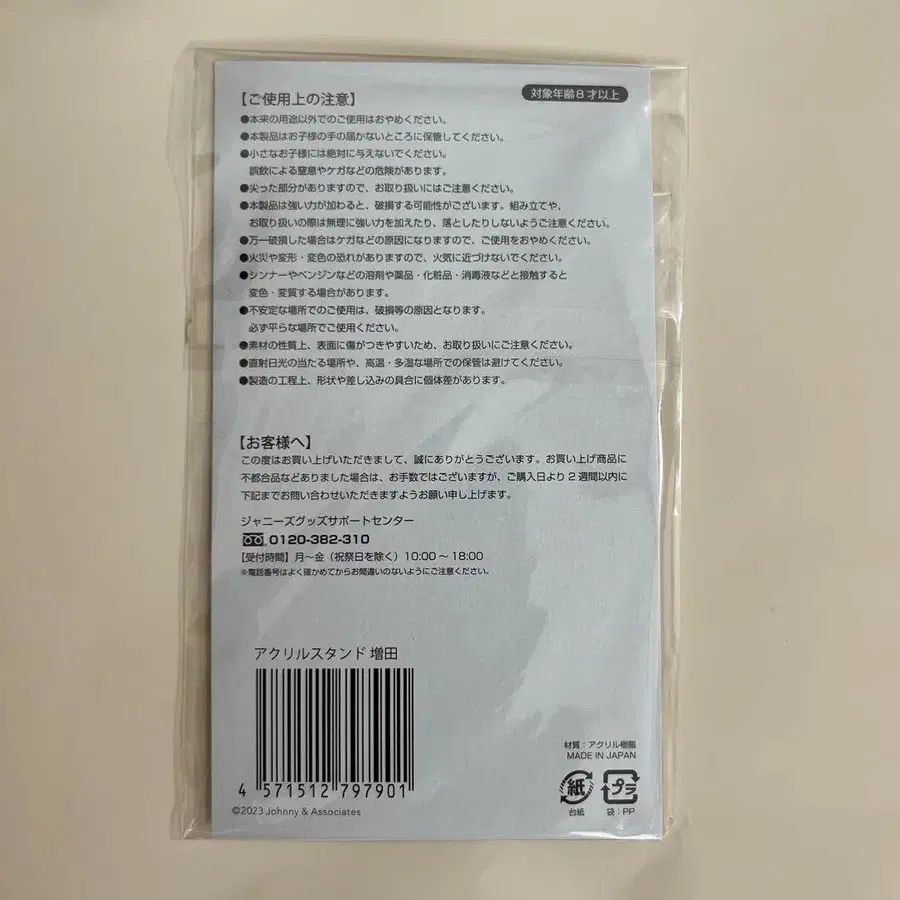 【ご使用上の注意】
対象年齢8才以上
●本来の用途以外でのご使用はおやめください。
●本製品はお子様の手の届かないところに保管してください。
●小さなお子様には絶対に与えないでください。
誤飲による窒息やケガなどの危険があります。
●尖った部分がありますので、お取り扱いにはご注意ください。
●本製品は強い力が加わると、破損する可能性がございます。組み立てや、
お取り扱いの際は無理に強い力を加えたり、落としたりしないようご注意ください。
●万一破損した場合はケガなどの原因になりますので、ご使用をおやめください。
●火災や変形・変色の恐れがありますので、火気に近づけないでください。
●シンナーやベンジンなどの溶剤や薬品・化粧品・消毒液などと接触すると
変色・変質する場合があります。
●不安定な場所でのご使用は、破損等の原因となります。
必ず平らな場所でご使用ください。
●素材の性質上、表面に傷がつきやすいため、お取り扱いにご注意ください。
●直射日光の当たる場所や、高温・多湿な場所での保管は避けてください。
●製造の工程上、形状や差し込みの具合に個体差があります。
【お客様へ】
この度はお買い上げいただきまして、誠にありがとうございます。お買い上げ商品に
不都合品などありました場合は、お手数ではございますが、ご購入日より2週間以内に
下記までお問い合わせいただきますようお願い申し上げます。
ジャニーズグッズサポートセンター
0120-382-310
【受付時間】月〜金（祝祭日を除く）10:00〜18:00
※電話番号はよく確かめてからお間違いのないようにご注意ください。
アクリルスタンド 増田
4 571512 797901
©2023 Johnny & Associates
材質：アクリル樹脂
MADE IN JAPAN
紙
プラ
台紙
袋：PP